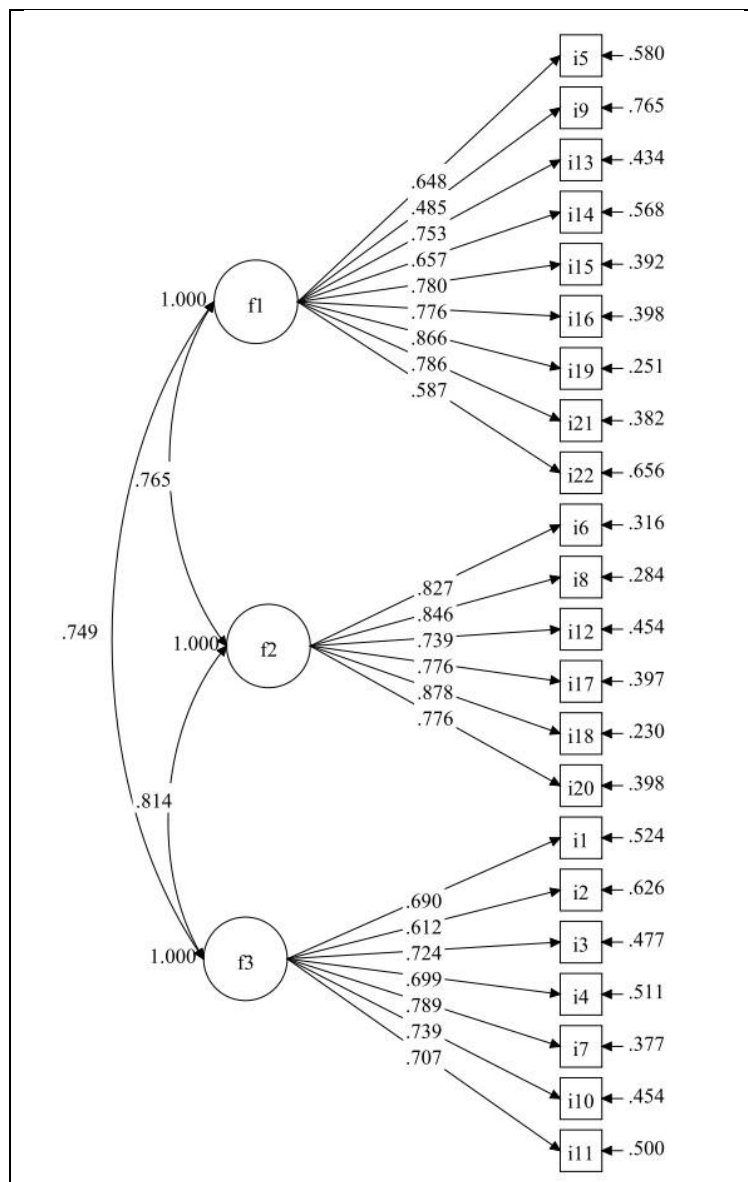 i5 .580
i9 .765
i13 .434
.648
i14 .568
.485
.753
.657
i15 .392
.780
1.000 f1
.776
i16 .398
.866
i19 .251
.786
.587
i21 .382
i22 .656
.765
i6 .316
i8 .284
.827
.846
i12 .454
.749
1.000 f2
.739
.776
i17 .397
.878
.776
i18 .230
i20 .398
.814
i1 .524
i2 .626
.690
.612
i3 .477
.724
1.000 f3
.699
i4 .511
.789
.739
i7 .377
.707
i10 .454
i11 .500